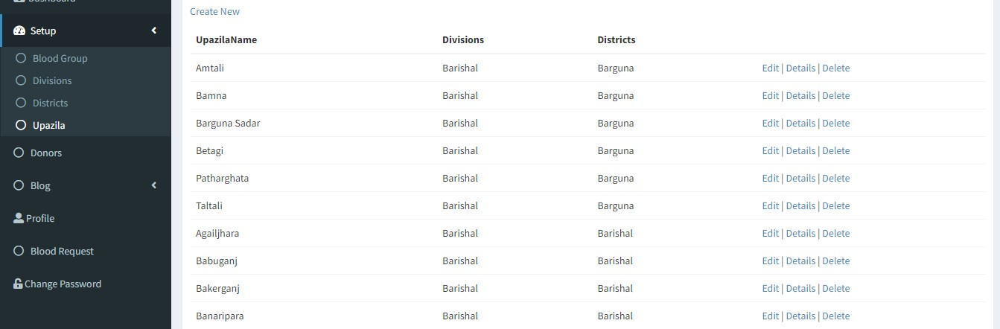 Dashboard
Setup
Blood Group
Divisions
Districts
Upazila
Donors
Blog
Profile
Blood Request
Change Password
Create New
UpazilaName Divisions Districts
Amtali Barishal Barguna Edit | Details | Delete
Bamna Barishal Barguna Edit | Details | Delete
Barguna Sadar Barishal Barguna Edit | Details | Delete
Betagi Barishal Barguna Edit | Details | Delete
Patharghata Barishal Barguna Edit | Details | Delete
Taltali Barishal Barguna Edit | Details | Delete
Agailjhara Barishal Barishal Edit | Details | Delete
Babuganj Barishal Barishal Edit | Details | Delete
Bakerganj Barishal Barishal Edit | Details | Delete
Banaripara Barishal Barishal Edit | Details | Delete